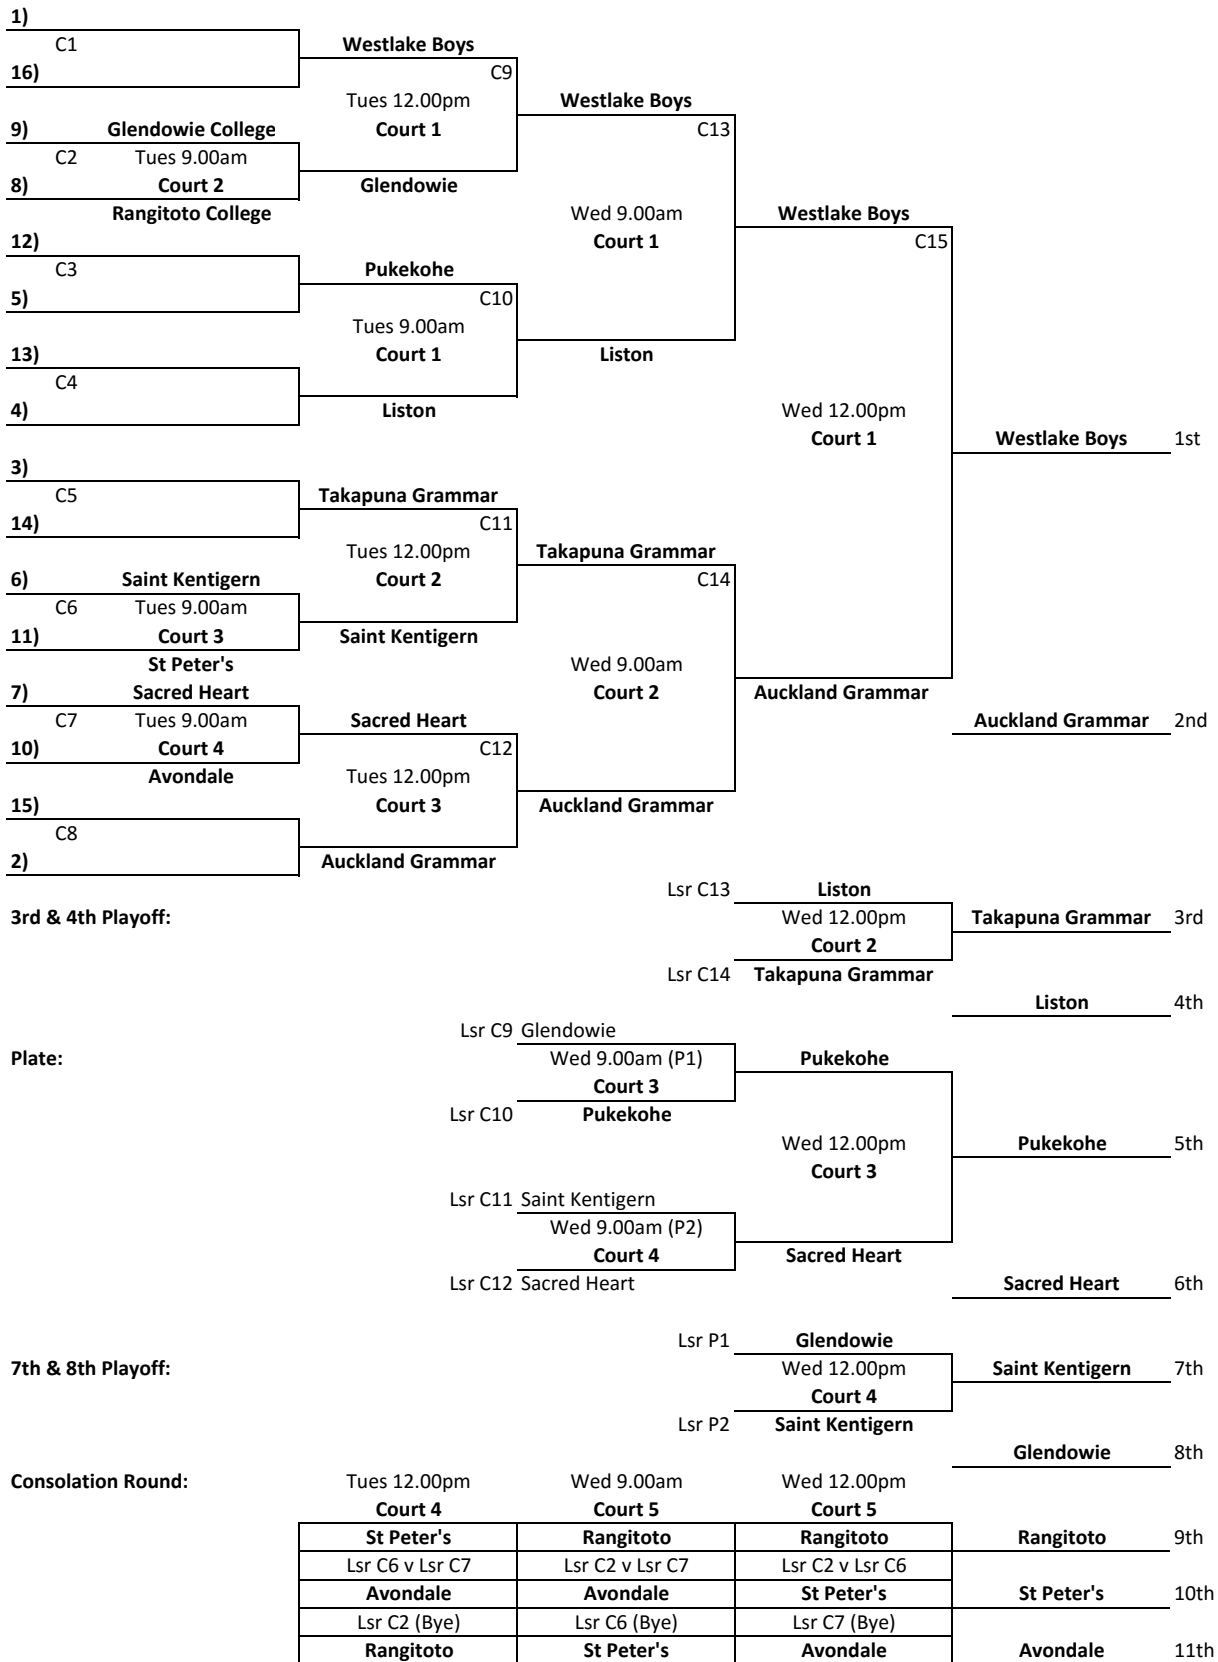 1)
C1 Westlake Boys
16) C9
Tues 12.00pm Westlake Boys
9) Glendowie College Court 1 C13
C2 Tues 9.00am
8) Court 2 Glendowie
Rangitoto College Wed 9.00am Westlake Boys
12) Court 1 C15
C3 Pukekohe
5) C10
Tues 9.00am
13) Court 1 Liston
C4
4) Liston Wed 12.00pm
Court 1 Westlake Boys 1st
3)
C5 Takapuna Grammar
14) C11
Tues 12.00pm Takapuna Grammar
6) Saint Kentigern Court 2 C14
C6 Tues 9.00am
11) Court 3 Saint Kentigern
St Peter's Wed 9.00am
7) Sacred Heart Court 2 Auckland Grammar
C7 Tues 9.00am Sacred Heart Auckland Grammar 2nd
10) Court 4 C12
Avondale Tues 12.00pm
15) Court 3 Auckland Grammar
C8
2) Auckland Grammar
Lsr C13 Liston
3rd & 4th Playoff: Wed 12.00pm Takapuna Grammar 3rd
Court 2
Lsr C14 Takapuna Grammar
Liston 4th
Lsr C9 Glendowie
Plate: Wed 9.00am (P1) Pukekohe
Court 3
Lsr C10 Pukekohe
Wed 12.00pm Pukekohe 5th
Court 3
Lsr C11 Saint Kentigern
Wed 9.00am (P2)
Court 4 Sacred Heart
Lsr C12 Sacred Heart Sacred Heart 6th
Lsr P1 Glendowie
7th & 8th Playoff: Wed 12.00pm Saint Kentigern 7th
Court 4
Lsr P2 Saint Kentigern
Glendowie 8th
Consolation Round: Tues 12.00pm Wed 9.00am Wed 12.00pm
Court 4 Court 5 Court 5
St Peter's Rangitoto Rangitoto Rangitoto 9th
Lsr C6 v Lsr C7 Lsr C2 v Lsr C7 Lsr C2 v Lsr C6
Avondale Avondale St Peter's St Peter's 10th
Lsr C2 (Bye) Lsr C6 (Bye) Lsr C7 (Bye)
Rangitoto St Peter's Avondale Avondale 11th